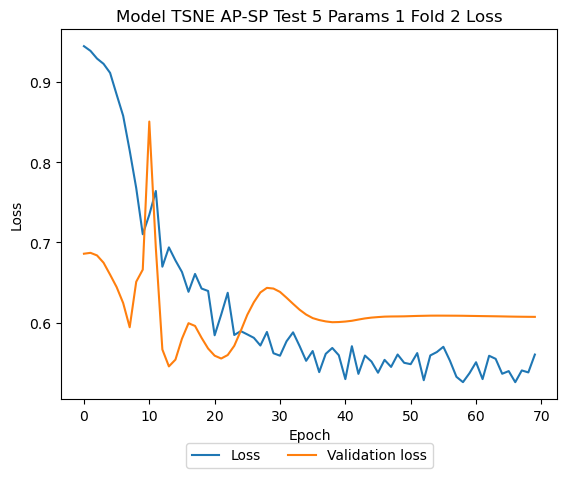 Model TSNE AP-SP Test 5 Params 1 Fold 2 Loss
Loss
0.9
0.8
0.7
0.6
0 10 20 30 40 50 60 70
Epoch
Loss Validation loss